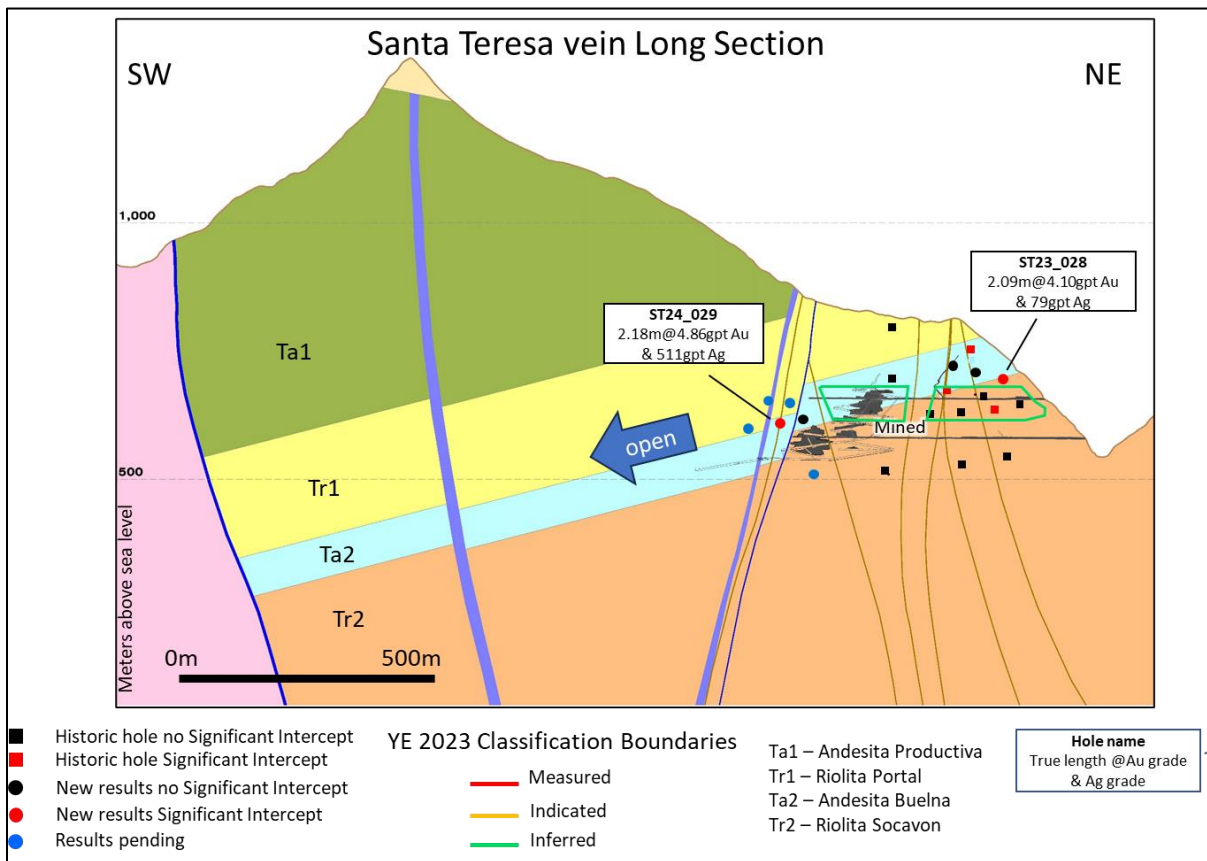 Santa Teresa vein Long Section
SW
NE
1,000
ST23_028
2.09m@4.10gpt Au
& 79gpt Ag
ST24_029
2.18m@4.86gpt Au
& 511gpt Ag
Ta1
Mined
open
500
Tr1
Ta2
Tr2
Meters above sea level
0m
500m
Historic hole no Significant Intercept
Historic hole Significant Intercept
New results no Significant Intercept
New results Significant Intercept
Results pending
YE 2023 Classification Boundaries
Measured
Indicated
Inferred
Ta1 – Andesita Productiva
Tr1 – Riolita Portal
Ta2 – Andesita Buelna
Tr2 – Riolita Socavon
Hole name
True length @Au grade
& Ag grade